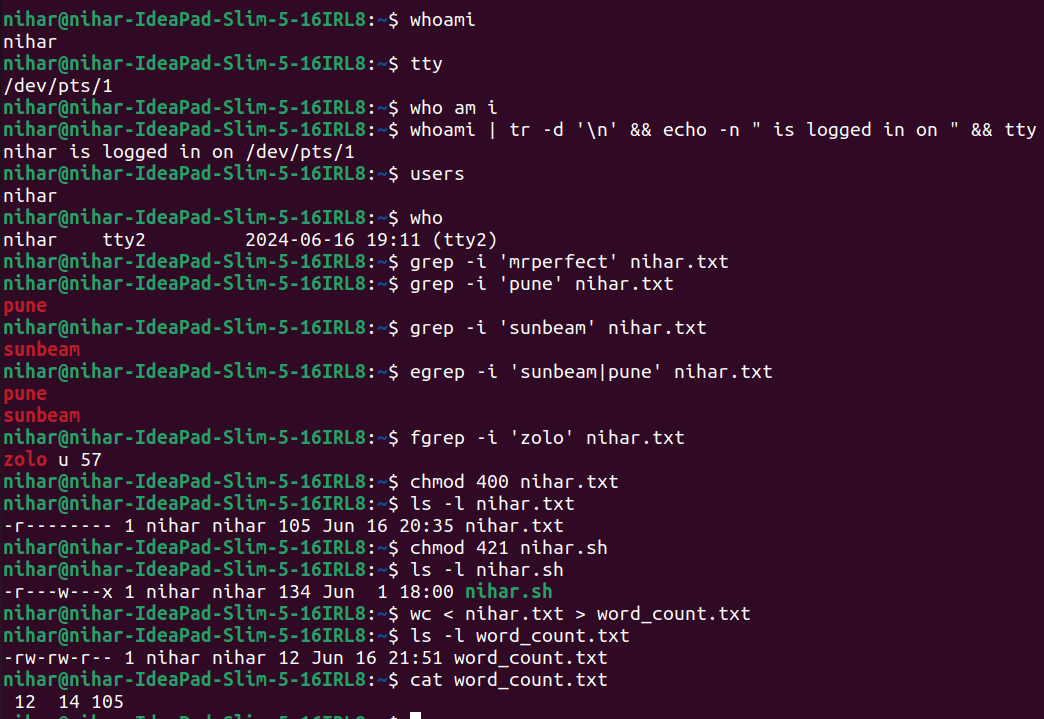 nihar@nihar-IdeaPad-Slim-5-16IRL8:~$ whoami
nihar
nihar@nihar-IdeaPad-Slim-5-16IRL8:~$ tty
/dev/pts/1
nihar@nihar-IdeaPad-Slim-5-16IRL8:~$ who am i
nihar@nihar-IdeaPad-Slim-5-16IRL8:~$ whoami | tr -d '\n' && echo -n " is logged in on " && tty
nihar is logged in on /dev/pts/1
nihar@nihar-IdeaPad-Slim-5-16IRL8:~$ users
nihar
nihar@nihar-IdeaPad-Slim-5-16IRL8:~$ who
nihar    tty2         2024-06-16 19:11 (tty2)
nihar@nihar-IdeaPad-Slim-5-16IRL8:~$ grep -i 'mrperfect' nihar.txt
nihar@nihar-IdeaPad-Slim-5-16IRL8:~$ grep -i 'pune' nihar.txt
pune
nihar@nihar-IdeaPad-Slim-5-16IRL8:~$ grep -i 'sunbeam' nihar.txt
sunbeam
nihar@nihar-IdeaPad-Slim-5-16IRL8:~$ egrep -i 'sunbeam|pune' nihar.txt
pune
sunbeam
nihar@nihar-IdeaPad-Slim-5-16IRL8:~$ fgrep -i 'zolo' nihar.txt
zolo u 57
nihar@nihar-IdeaPad-Slim-5-16IRL8:~$ chmod 400 nihar.txt
nihar@nihar-IdeaPad-Slim-5-16IRL8:~$ ls -l nihar.txt
-r-------- 1 nihar nihar 105 Jun 16 20:35 nihar.txt
nihar@nihar-IdeaPad-Slim-5-16IRL8:~$ chmod 421 nihar.sh
nihar@nihar-IdeaPad-Slim-5-16IRL8:~$ ls -l nihar.sh
-r---w---x 1 nihar nihar 134 Jun  1 18:00 nihar.sh
nihar@nihar-IdeaPad-Slim-5-16IRL8:~$ wc < nihar.txt > word_count.txt
nihar@nihar-IdeaPad-Slim-5-16IRL8:~$ ls -l word_count.txt
-rw-rw-r-- 1 nihar nihar 12 Jun 16 21:51 word_count.txt
nihar@nihar-IdeaPad-Slim-5-16IRL8:~$ cat word_count.txt
 12  14 105